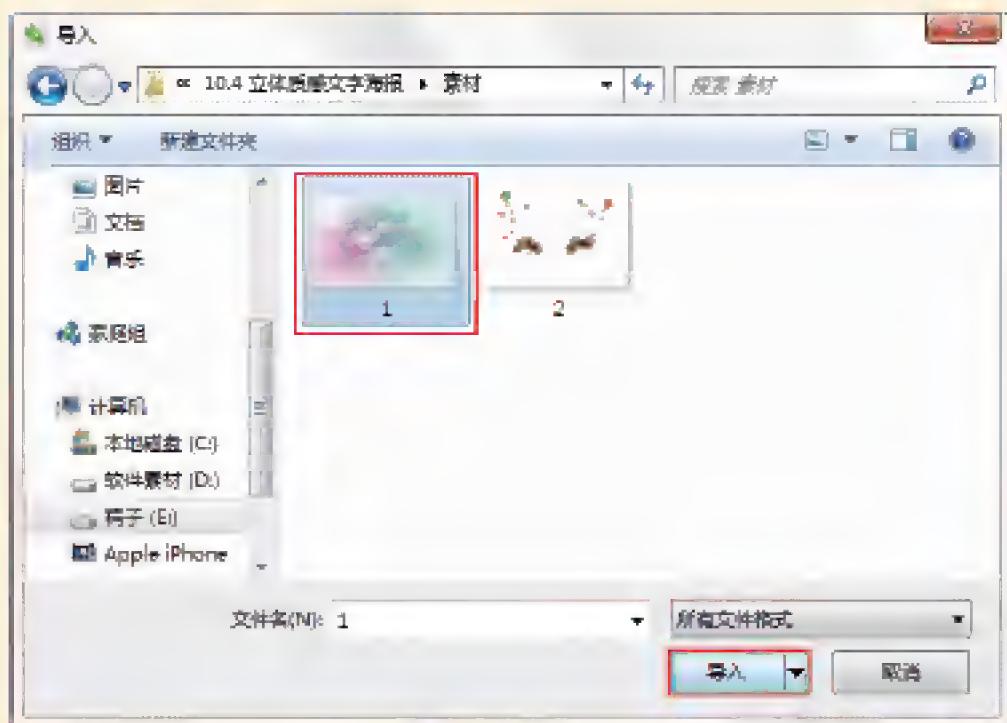 导入
« 10.4 立体质感文字海报 ▸ 素材
搜索 素材
组织
新建文件夹
图片
文档
音乐
家庭组
计算机
本地磁盘 (C:)
软件素材 (D:)
稿子 (E:)
Apple iPhone
1
2
文件名(N): 1
所有文件格式
导入
取消